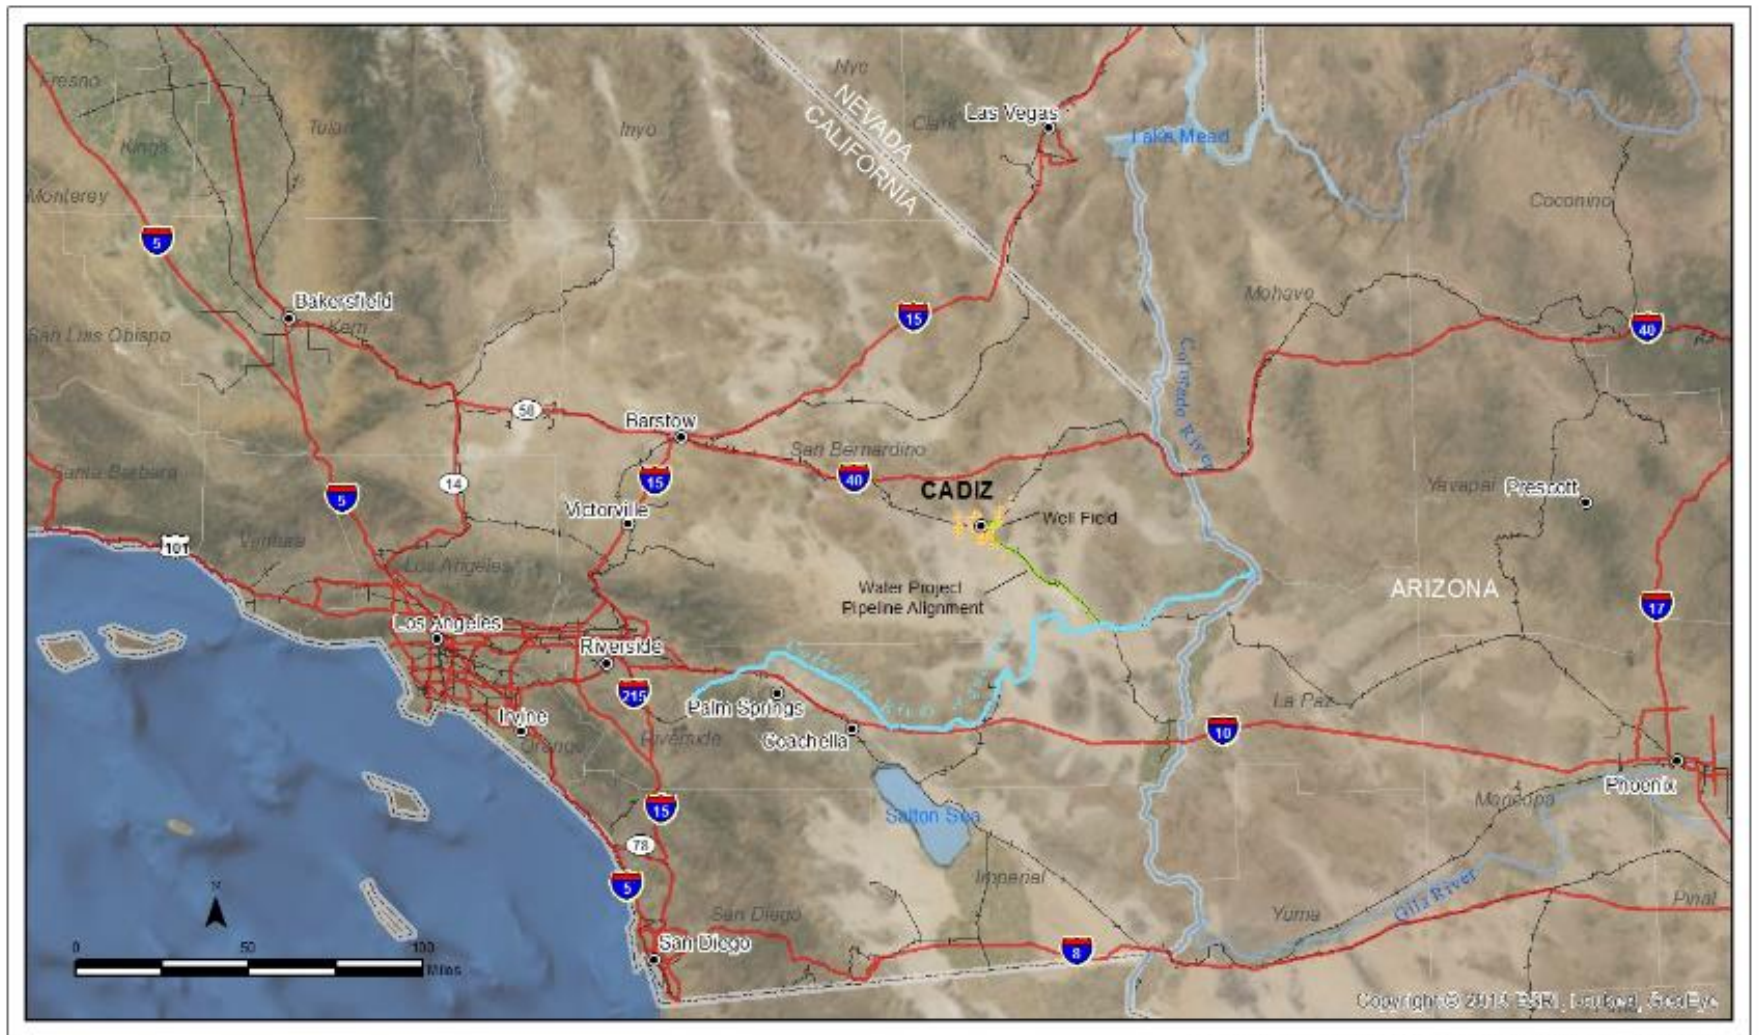 Fresno
Kings
Monterey
Inyo
Nye
Clark
NEVADA
CALIFORNIA
Las Vegas
Lake Mead
Coconino
5
Bakersfield
Kern
San Luis Obispo
15
Mohave
40
Colorado River
58
Barstow
San Bernardino
Santa Barbara
14
5
15
40
CADIZ
Yavapai
Prescott
Victorville
Well Field
101
Ventura
Los Angeles
Water Project
Pipeline Alignment
ARIZONA
17
Los Angeles
Riverside
215
Palm Springs
Irvine
Orange
Riverside
Coachella
La Paz
10
Phoenix
Maricopa
15
Salton Sea
78
5
Imperial
San Diego
Yuma
Gila River
Pinal
N
0 50 100
Miles
San Diego
8